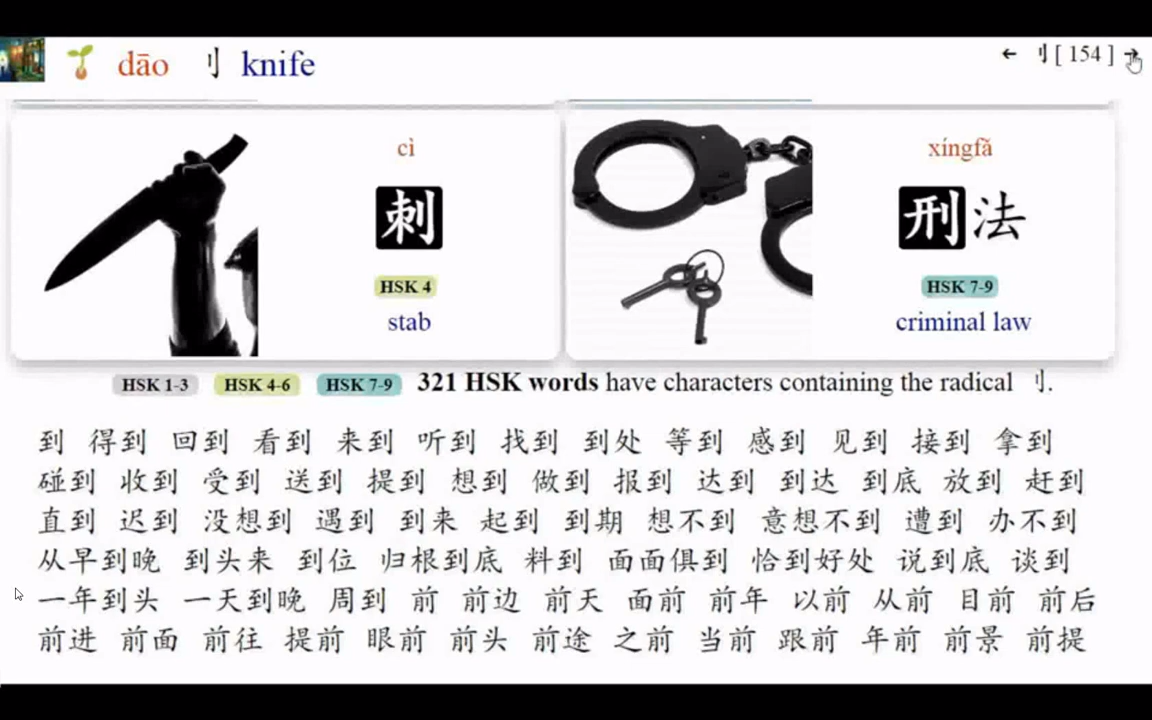 dāo 刂 knife
← 刂 [ 154 ] →
cì
刺
HSK 4
stab
xíngfǎ
刑法
HSK 7-9
criminal law
HSK 1-3 HSK 4-6 HSK 7-9 321 HSK words have characters containing the radical 刂.
到 得到 回到 看到 来到 听到 找到 到处 等到 感到 见到 接到 拿到
碰到 收到 受到 送到 提到 想到 做到 报到 达到 到达 到底 放到 赶到
直到 迟到 没想到 遇到 到来 起到 到期 想不到 意想不到 遭到 办不到
从早到晚 到头来 到位 归根到底 料到 面面俱到 恰到好处 说到底 谈到
一年到头 一天到晚 周到 前 前边 前天 面前 前年 以前 从前 目前 前后
前进 前面 前往 提前 眼前 前头 前途 之前 当前 跟前 年前 前景 前提